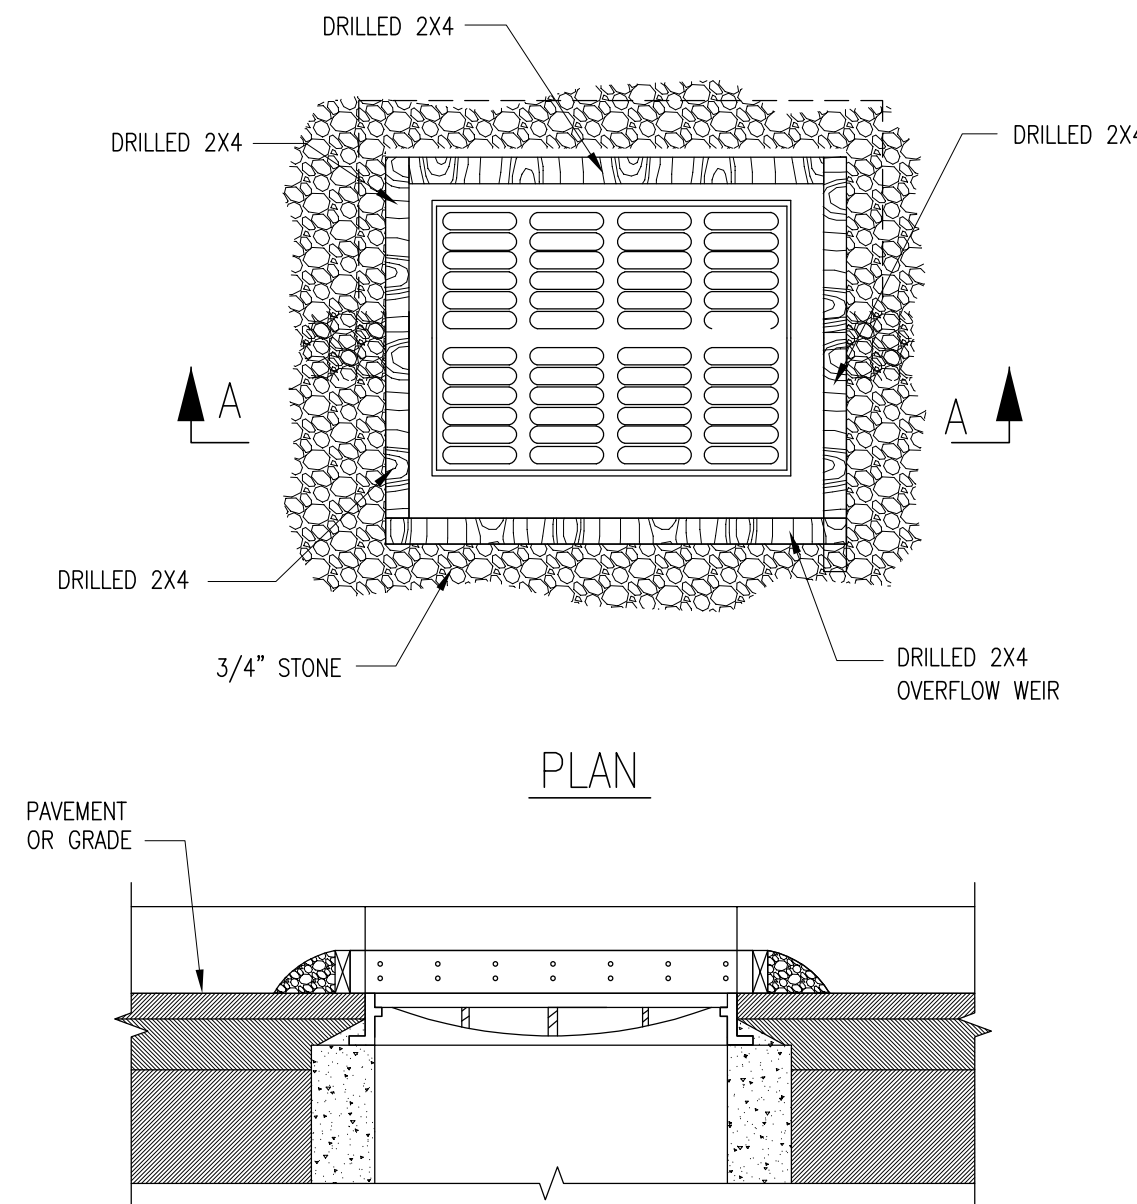 DRILLED 2X4
DRILLED 2X4
DRILLED 2X4
A
A
DRILLED 2X4
3/4” STONE
DRILLED 2X4
OVERFLOW WEIR
PLAN
PAVEMENT
OR GRADE